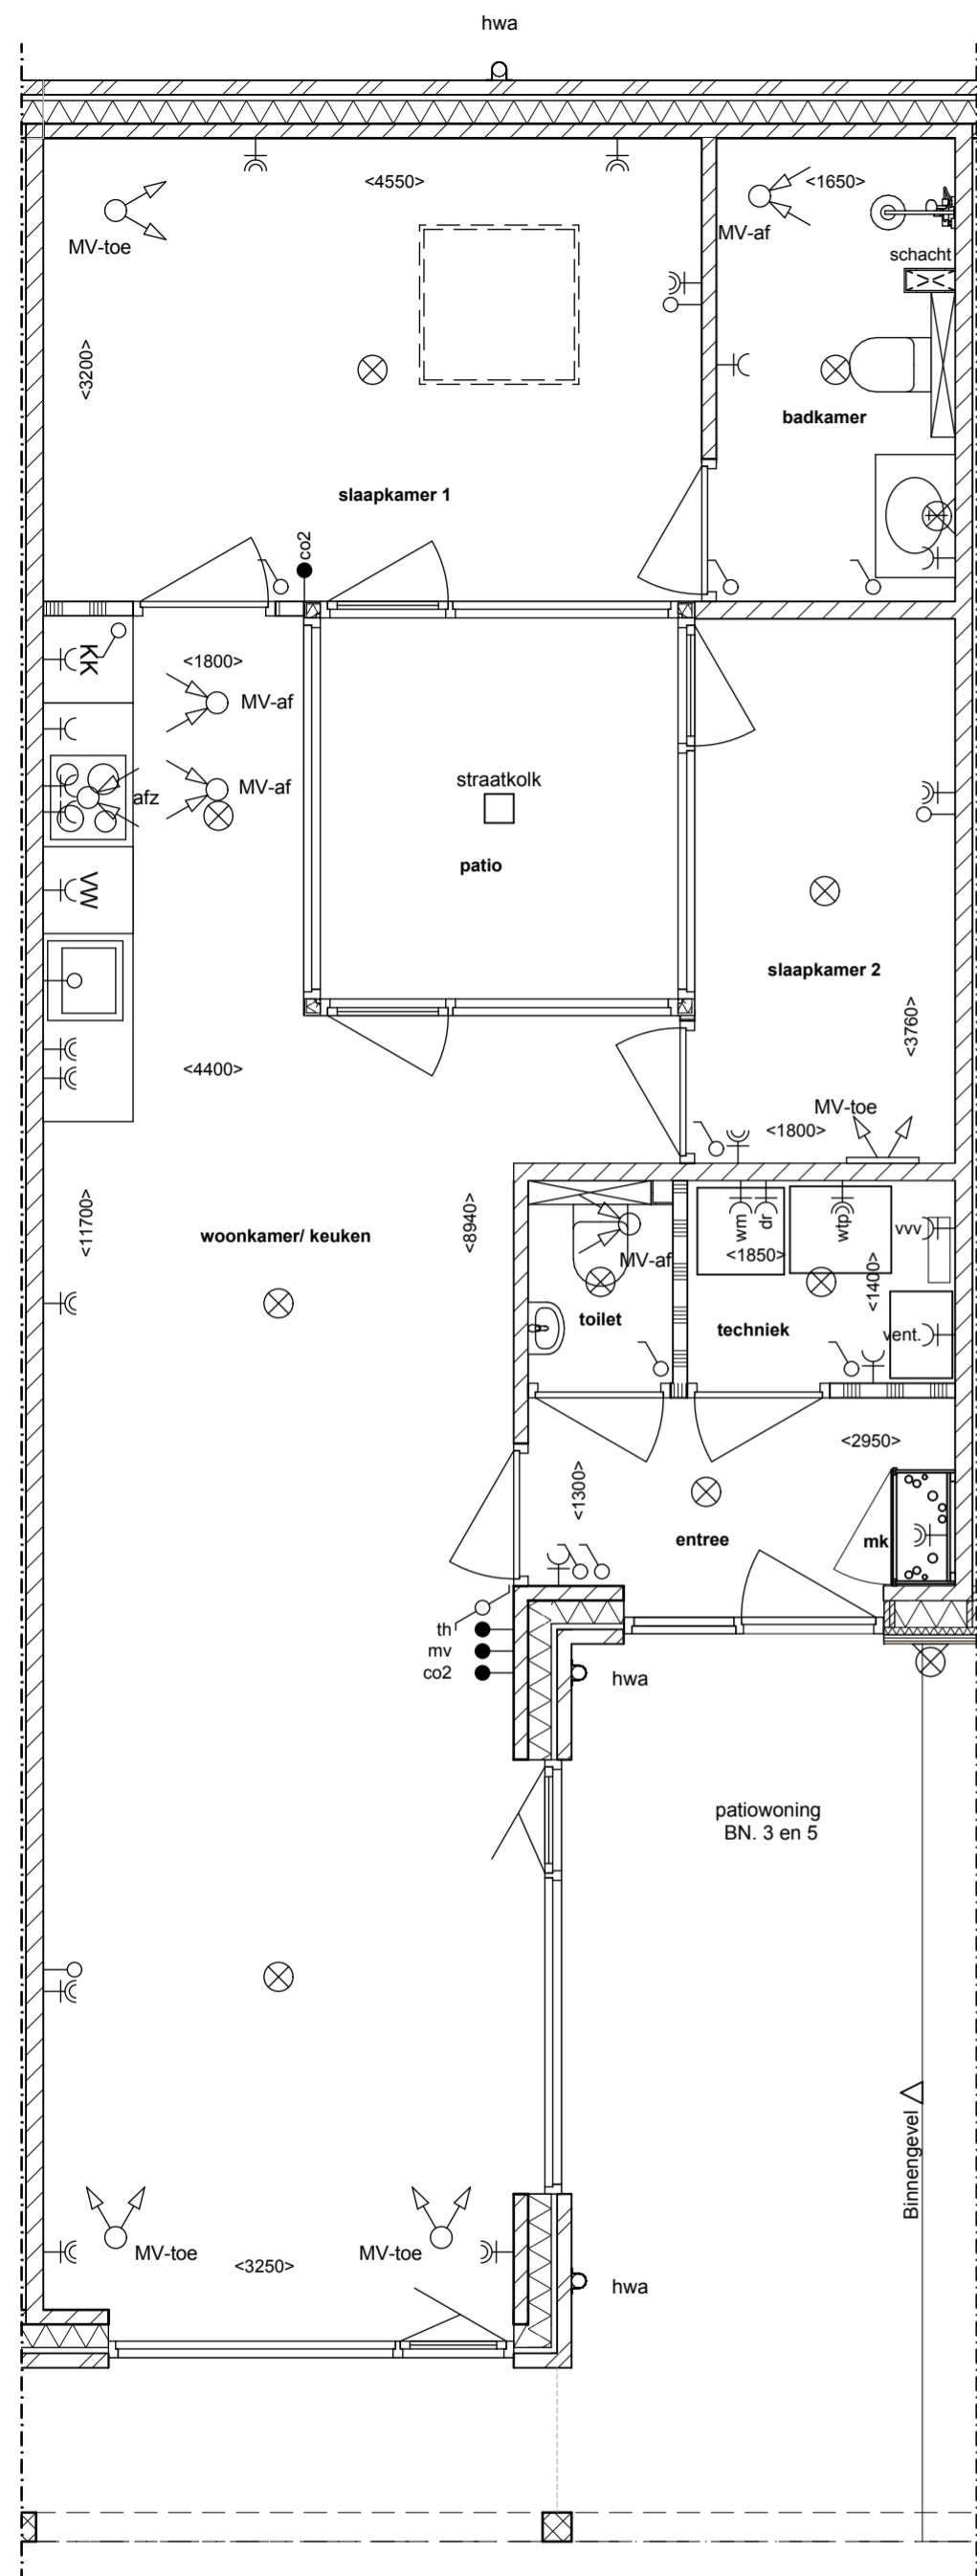 hwa
<4550>
<1650>
MV-toe
MV-af
schacht
<3200>
badkamer
slaapkamer 1
co2
KK
<1800>
MV-af
afz
MV-af
straatkolk
patio
VW
slaapkamer 2
<3760>
<4400>
MV-toe
<1800>
<11700>
<8940>
woonkamer/ keuken
wm
dr
wtp
vvv
<1850>
MV-af
<1400>
toilet
techniek
vent.
<2950>
<1300>
entree
mk
th
mv
co2
hwa
patiowoning
BN. 3 en 5
Binnengevel
MV-toe
<3250>
MV-toe
hwa